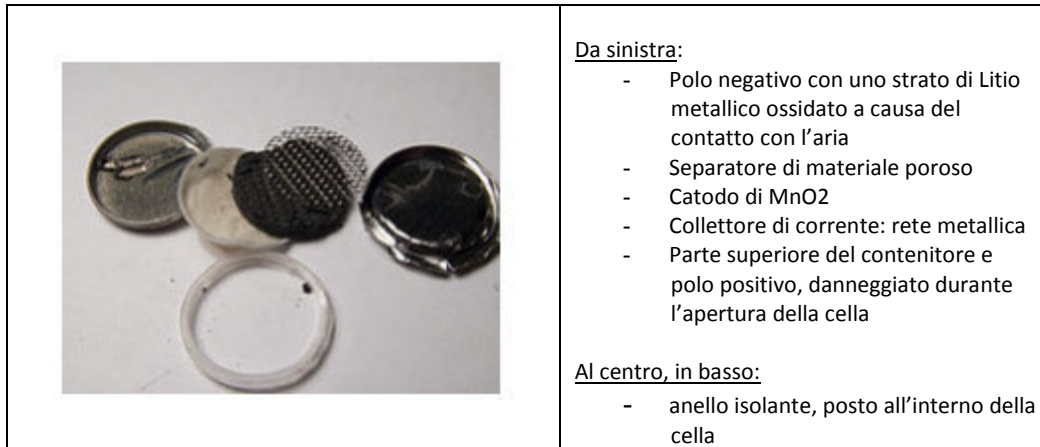 Da sinistra:
- Polo negativo con uno strato di Litio
metallico ossidato a causa del
contatto con l’aria
- Separatore di materiale poroso
- Catodo di MnO2
- Collettore di corrente: rete metallica
- Parte superiore del contenitore e
polo positivo, danneggiato durante
l’apertura della cella
Al centro, in basso:
- anello isolante, posto all’interno della
cella